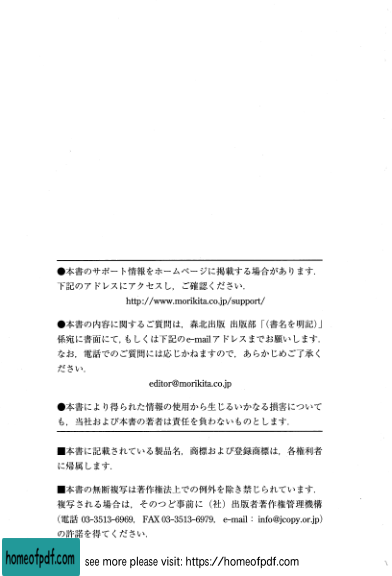 ●本書のサポート情報をホームページに掲載する場合があります．
下記のアドレスにアクセスし，ご確認ください．
http://www.morikita.co.jp/support/
●本書の内容に関するご質問は，森北出版 出版部「（書名を明記）」
係宛に書面にて，もしくは下記のe-mailアドレスまでお願いします．
なお，電話でのご質問には応じかねますので，あらかじめご了承く
ださい．
editor@morikita.co.jp
●本書により得られた情報の使用から生じるいかなる損害について
も，当社および本書の著者は責任を負わないものとします．
■本書に記載されている製品名，商標および登録商標は，各権利者
に帰属します．
■本書の無断複写は著作権法上での例外を除き禁じられています．
複写される場合は，そのつど事前に（社）出版者著作権管理機構
（電話 03-3513-6969，FAX 03-3513-6979，e-mail：info@jcopy.or.jp）
の許諾を得てください．
homeofpdf.com see more please visit: https://homeofpdf.com